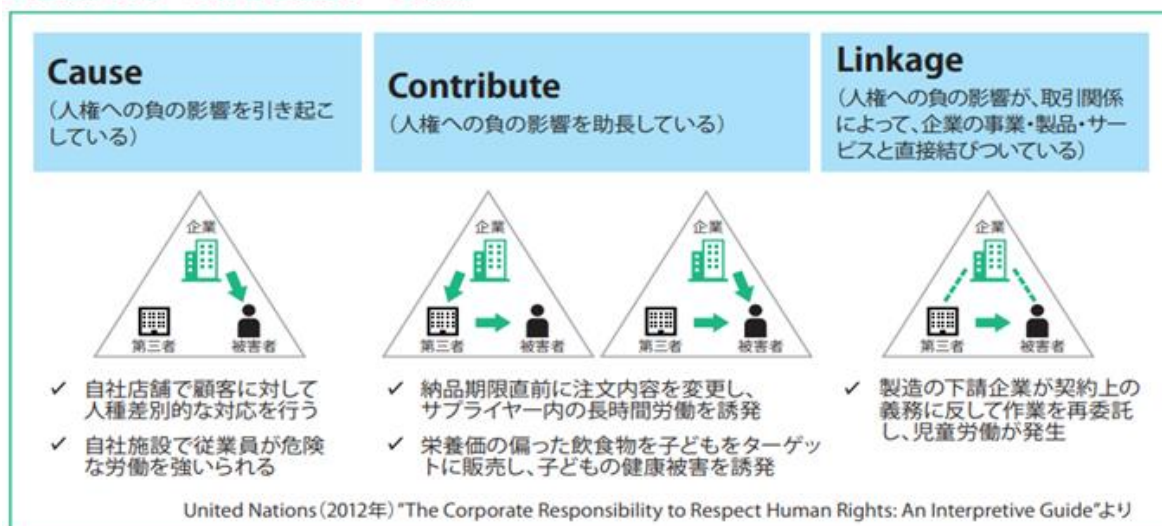 Cause
（人権への負の影響を引き起こ
している）
Contribute
（人権への負の影響を助長している）
Linkage
（人権への負の影響が、取引関係
によって、企業の事業・製品・サー
ビスと直接結びついている）
企業
第三者
被害者
企業
第三者
被害者
企業
第三者
被害者
企業
第三者
被害者
✓ 自社店舗で顧客に対して
人種差別的な対応を行う
✓ 自社施設で従業員が危険
な労働を強いられる
✓ 納品期限直前に注文内容を変更し、
サプライヤー内の長時間労働を誘発
✓ 栄養価の偏った飲食物を子どもをターゲッ
トに販売し、子どもの健康被害を誘発
✓ 製造の下請企業が契約上の
義務に反して作業を再委託
し、児童労働が発生
United Nations（2012年）"The Corporate Responsibility to Respect Human Rights: An Interpretive Guide"より